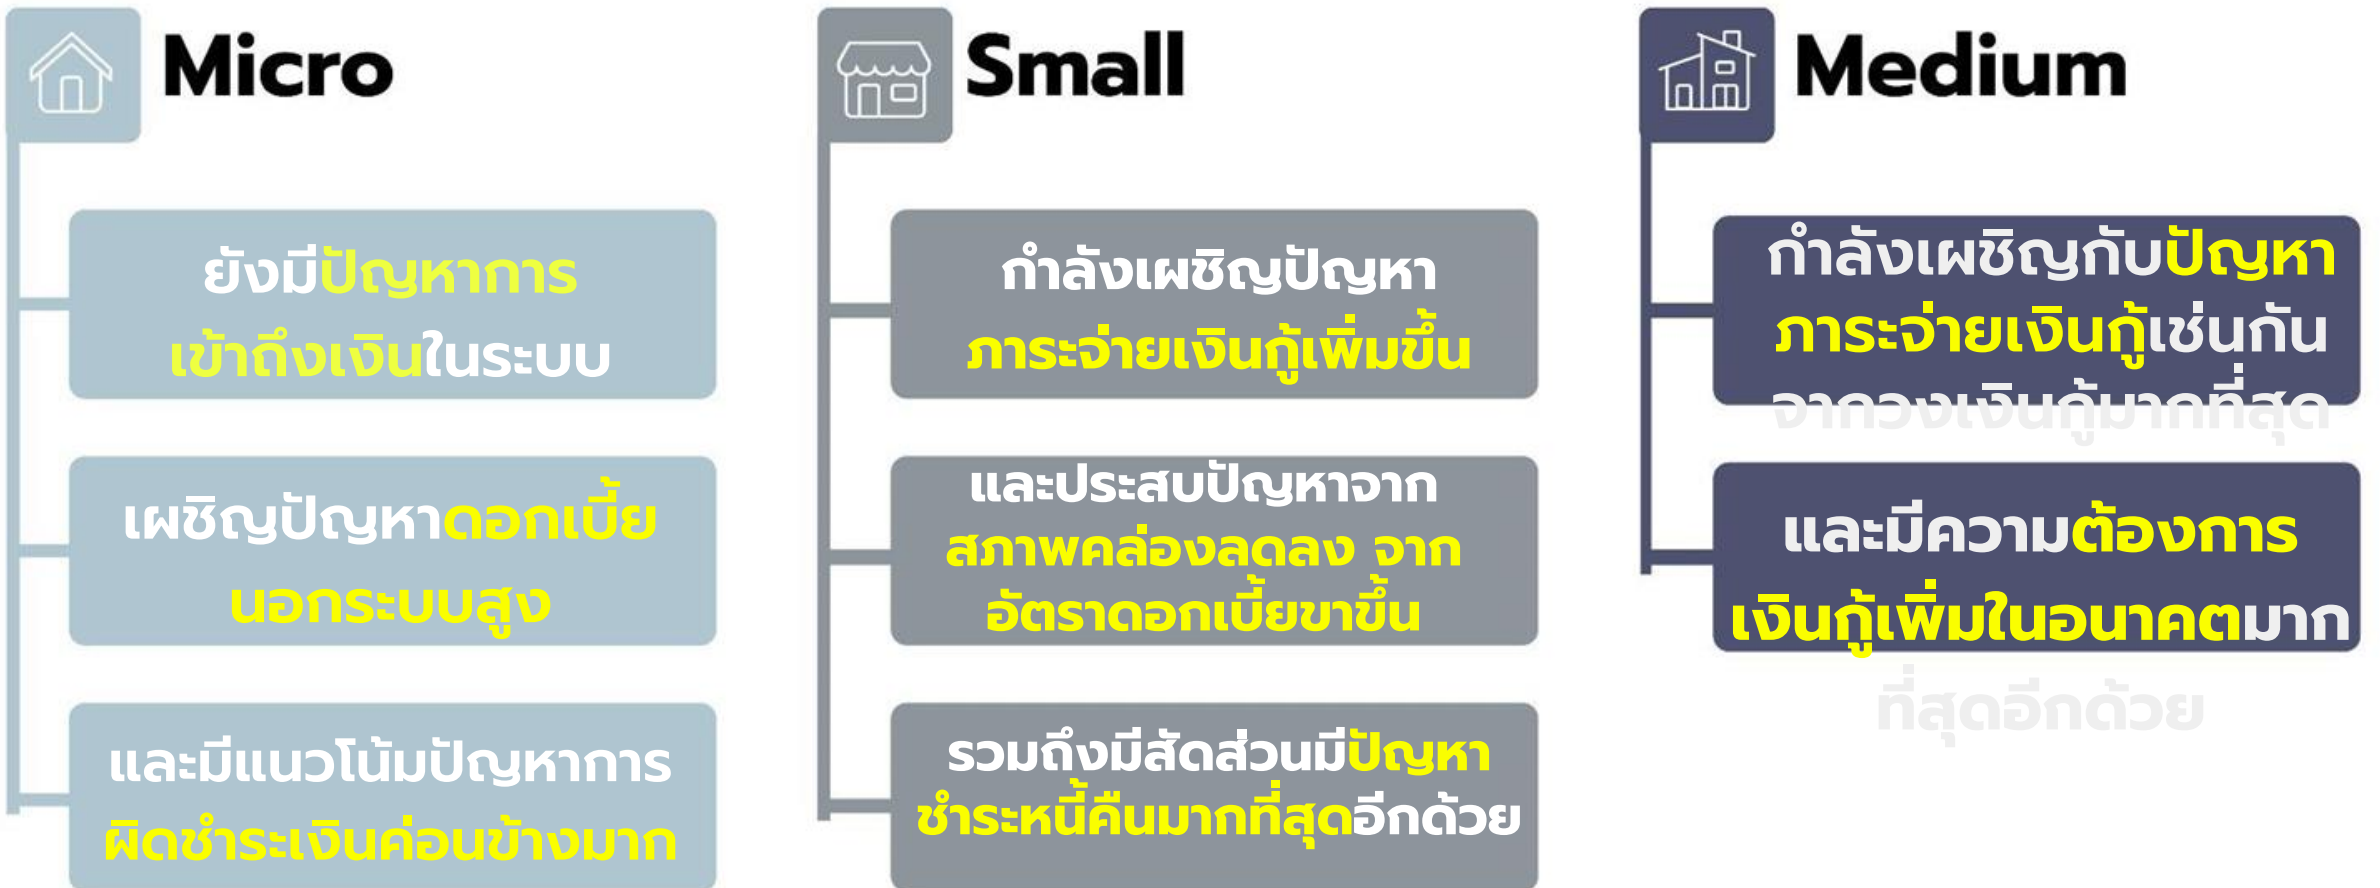 Micro
ยังมีปัญหาการ
เข้าถึงเงินในระบบ
เผชิญปัญหาดอกเบี้ย
นอกระบบสูง
และมีแนวโน้มปัญหาการ
ผิดชำระเงินค่อนข้างมาก
Small
กำลังเผชิญปัญหา
ภาระจ่ายเงินกู้เพิ่มขึ้น
และประสบปัญหาจาก
สภาพคล่องลดลง จาก
อัตราดอกเบี้ยขาขึ้น
รวมถึงมีสัดส่วนมีปัญหา
ชำระหนี้คืนมากที่สุดอีกด้วย
Medium
กำลังเผชิญกับปัญหา
ภาระจ่ายเงินกู้เช่นกัน
จากวงเงินกู้มากที่สุด
และมีความต้องการ
เงินกู้เพิ่มในอนาคตมาก
ที่สุดอีกด้วย